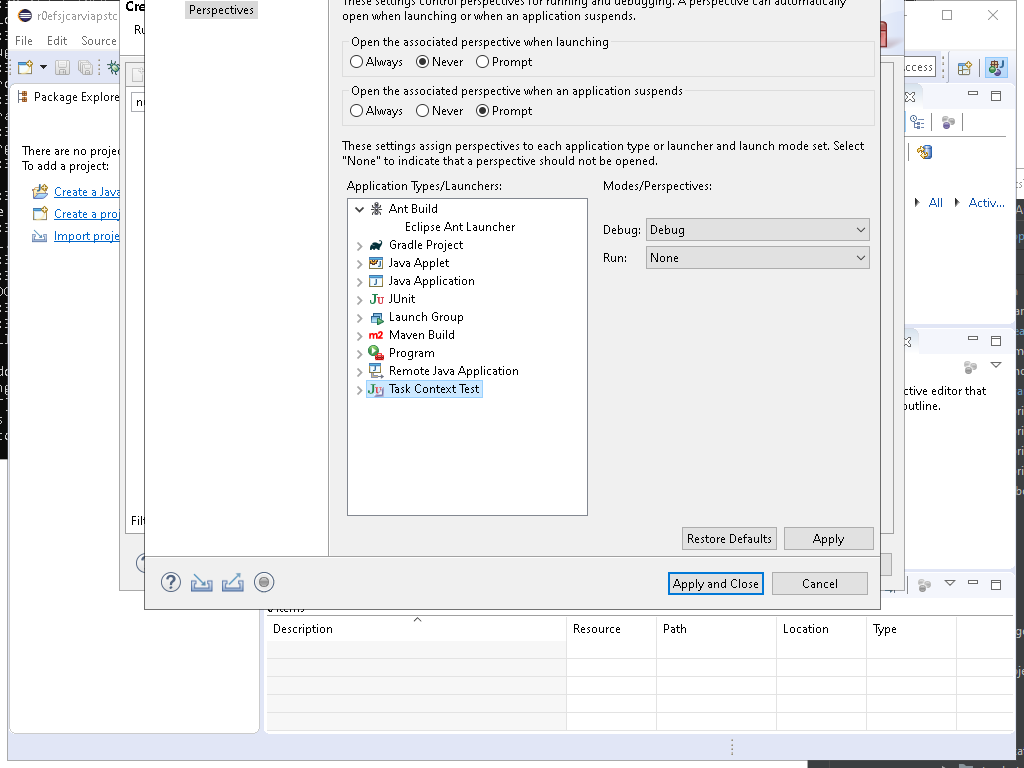 r0efsjcarviapstc
File Edit Source
Package Explore
There are no proje
To add a project:
Create a Java
Create a proj
Import proje
Cre
Ru
Filt
Perspectives
These settings control perspectives for running and debugging. A perspective can automatically
open when launching or when an application suspends.
Open the associated perspective when launching
Always Never Prompt
Open the associated perspective when an application suspends
Always Never Prompt
These settings assign perspectives to each application type or launcher and launch mode set. Select
"None" to indicate that a perspective should not be opened.
Application Types/Launchers:
Modes/Perspectives:
Ant Build
Eclipse Ant Launcher
Gradle Project
Java Applet
Java Application
JUnit
Launch Group
Maven Build
Program
Remote Java Application
Task Context Test
Debug: Debug
Run: None
Restore Defaults Apply
Apply and Close Cancel
ccess
All Activ...
ctive editor that
outline.
Description Resource Path Location Type